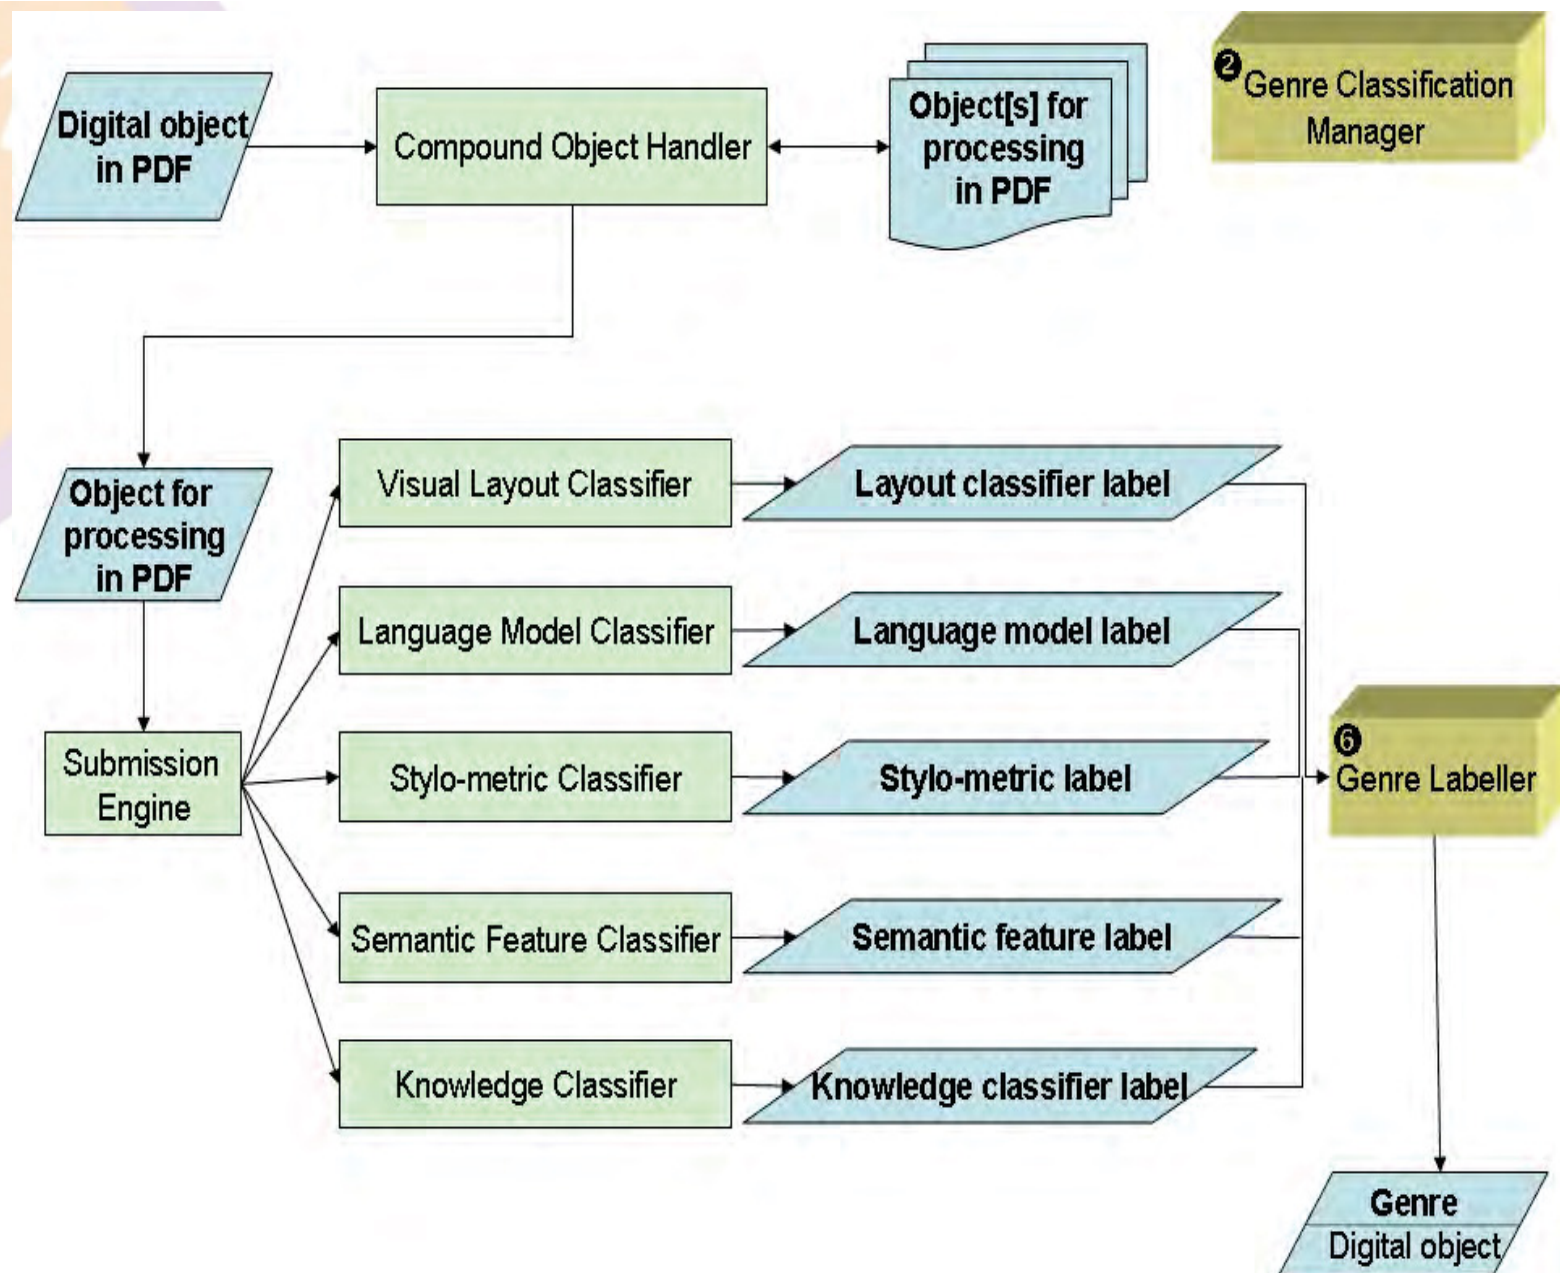 Digital object
in PDF
Compound Object Handler
Object[s] for
processing
in PDF
❷
Genre Classification
Manager
Object for
processing
in PDF
Submission
Engine
Visual Layout Classifier
Layout classifier label
Language Model Classifier
Language model label
Stylo-metric Classifier
Stylo-metric label
Semantic Feature Classifier
Semantic feature label
Knowledge Classifier
Knowledge classifier label
❻
Genre Labeller
Genre
Digital object